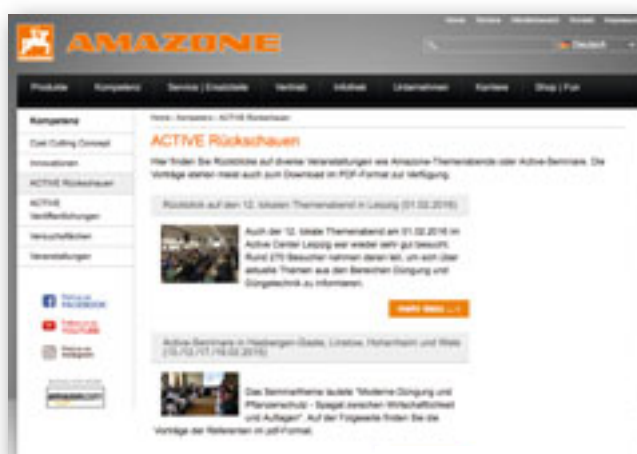 AMAZONE
Home Kontakt
Deutsch
Produkte Kompetenz Service | Ersatzteile Vertrieb Infothek Unternehmen Karriere Shop | Fun
Kompetenz
Home › Kompetenz › ACTIVE Rückschauen
Cost Cutting Concept
Innovationen
ACTIVE Rückschauen
ACTIVE
Veröffentlichungen
Versuchsflächen
Veranstaltungen
FACEBOOK
YOUTUBE
Instagram
ACTIVE Rückschauen
Hier finden Sie Rückblicke auf diverse Veranstaltungen wie Amazone-Themenabende oder Active-Seminare. Die
Vorträge stehen meist auch zum Download im PDF-Format zur Verfügung.
Rückblick auf den 12. lokalen Themenabend in Leipzig (01.02.2016)
Auch der 12. lokale Themenabend am 01.02.2016 im
Active Center Leipzig war wieder sehr gut besucht.
Rund 270 Besucher nahmen daran teil, um sich über
aktuelle Themen aus den Bereichen Düngung und
Düngetechnik zu informieren.
mehr dazu ...
Active-Seminare in Hasbergen-Gaste, Linstow, Hohenheim und Wels
Das Seminarthema lautete "Moderne Düngung und
Pflanzenschutz - Spagat zwischen Wirtschaftlichkeit
und Auflagen". Auf der Folgeseite finden Sie die
Vorträge der Referenten im pdf-Format.